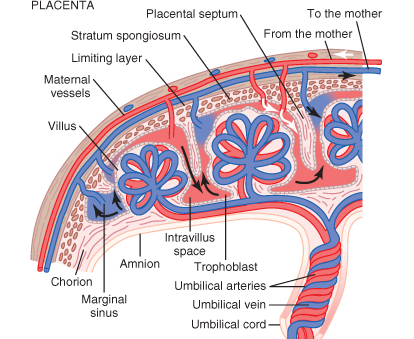 PLACENTA
Placental septum
To the mother
Stratum spongiosum
From the mother
Limiting layer
Maternal
vessels
Villus
Intravillus
space
Amnion
Trophoblast
Chorion
Umbilical arteries
Marginal
sinus
Umbilical vein
Umbilical cord